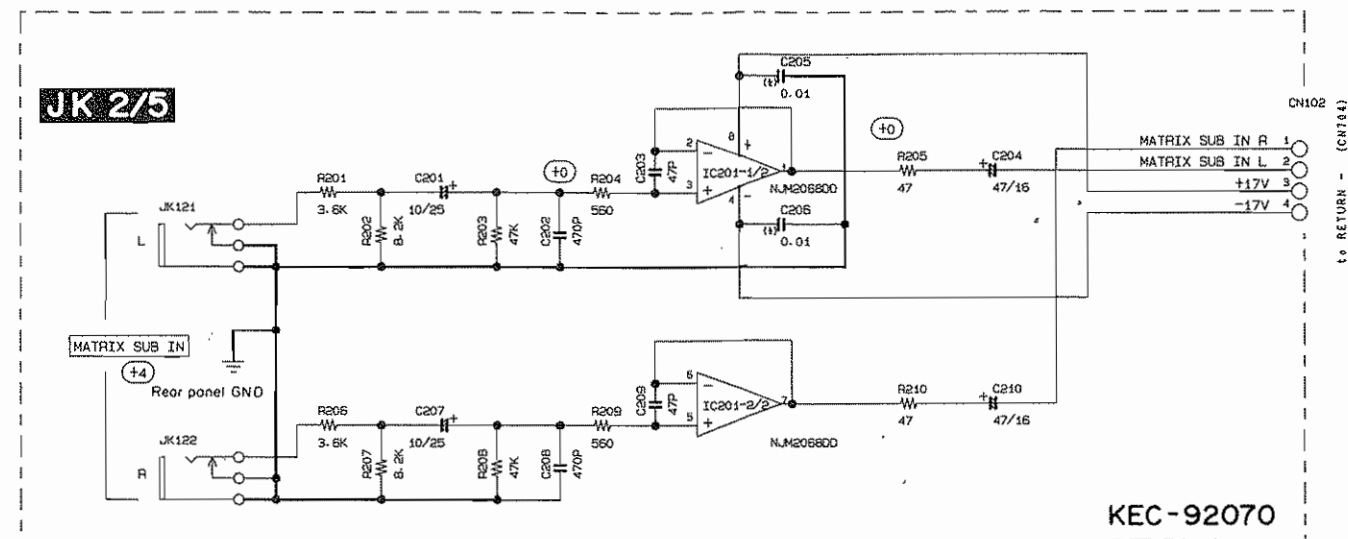 JK 2/5
C205
(t)
0.01
CN102
to RETURN - (CN104)
MATRIX SUB IN R 1
MATRIX SUB IN L 2
+17V 3
-17V 4
8
+
2
-
3
+
1
4
-
IC201-1/2
NJM2068DD
C203
47P
+0
R205
47
C204
+
47/16
R201
3.6K
C201
+
10/25
+0
R204
560
R202
8.2K
R203
47K
C202
470P
C206
(t)
0.01
JK121
L
MATRIX SUB IN
+4
Rear panel GND
R206
3.6K
C207
+
10/25
R209
560
C209
47P
6
-
5
+
7
IC201-2/2
NJM2068DD
R210
47
C210
+
47/16
JK122
R
R207
8.2K
R208
47K
C208
470P
KEC-92070